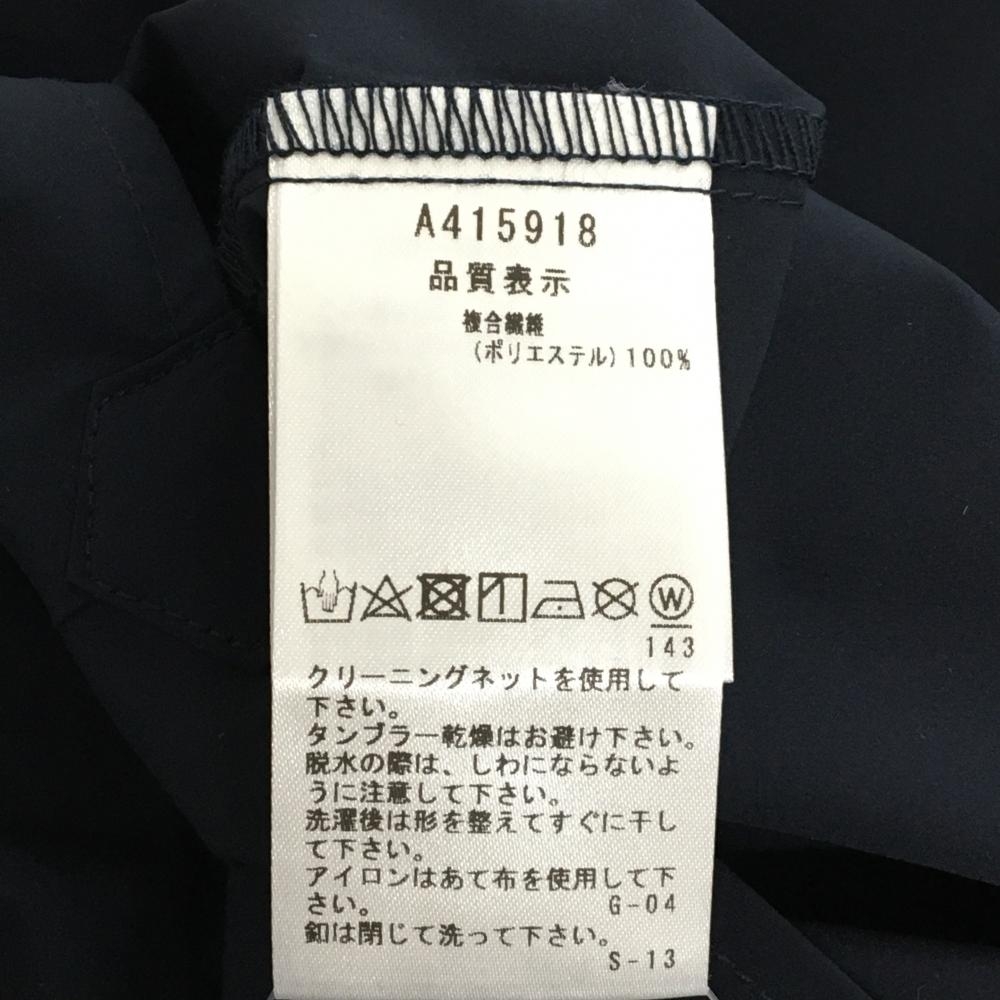 A415918
品質表示
複合繊維
(ポリエステル)100%
W
143
クリーニングネットを使用して
下さい。
タンブラー乾燥はお避け下さい。
脱水の際は、しわにならないよ
うに注意して下さい。
洗濯後は形を整えてすぐに干し
て下さい。
アイロンはあて布を使用して下
さい。 G-04
釦は閉じて洗って下さい。
S-13